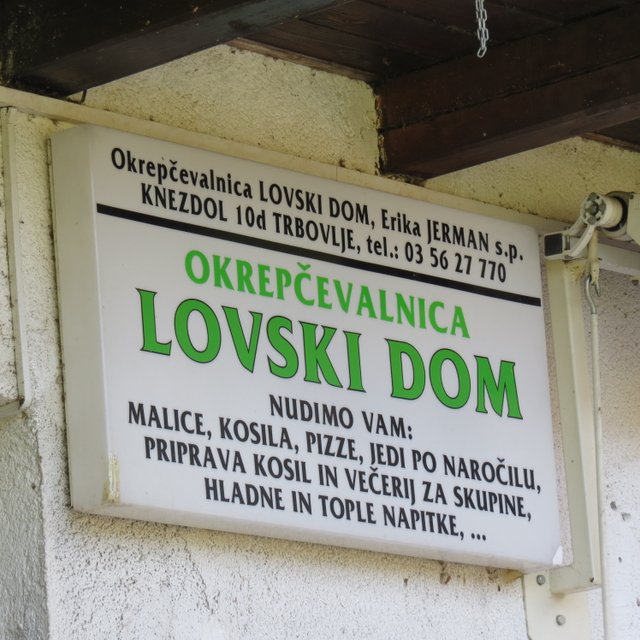 Okrepčevalnica LOVSKI DOM, Erika JERMAN s.p.
KNEZDOL 10d TRBOVLJE, tel.: 03 56 27 770
OKREPČEVALNICA
LOVSKI DOM
NUDIMO VAM:
MALICE, KOSILA, PIZZE, JEDI PO NAROČILU,
PRIPRAVA KOSIL IN VEČERIJ ZA SKUPINE,
HLADNE IN TOPLE NAPITKE, ...